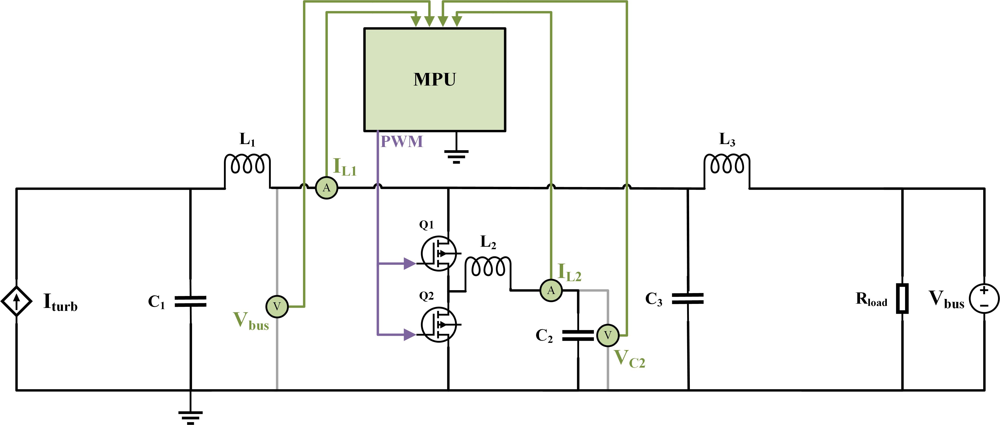 MPU
PWM
L1
L3
IL1
A
Q1
L2
IL2
A
Q2
Iturb
C1
V
Vbus
C2
V
VC2
C3
Rload
Vbus
+
−